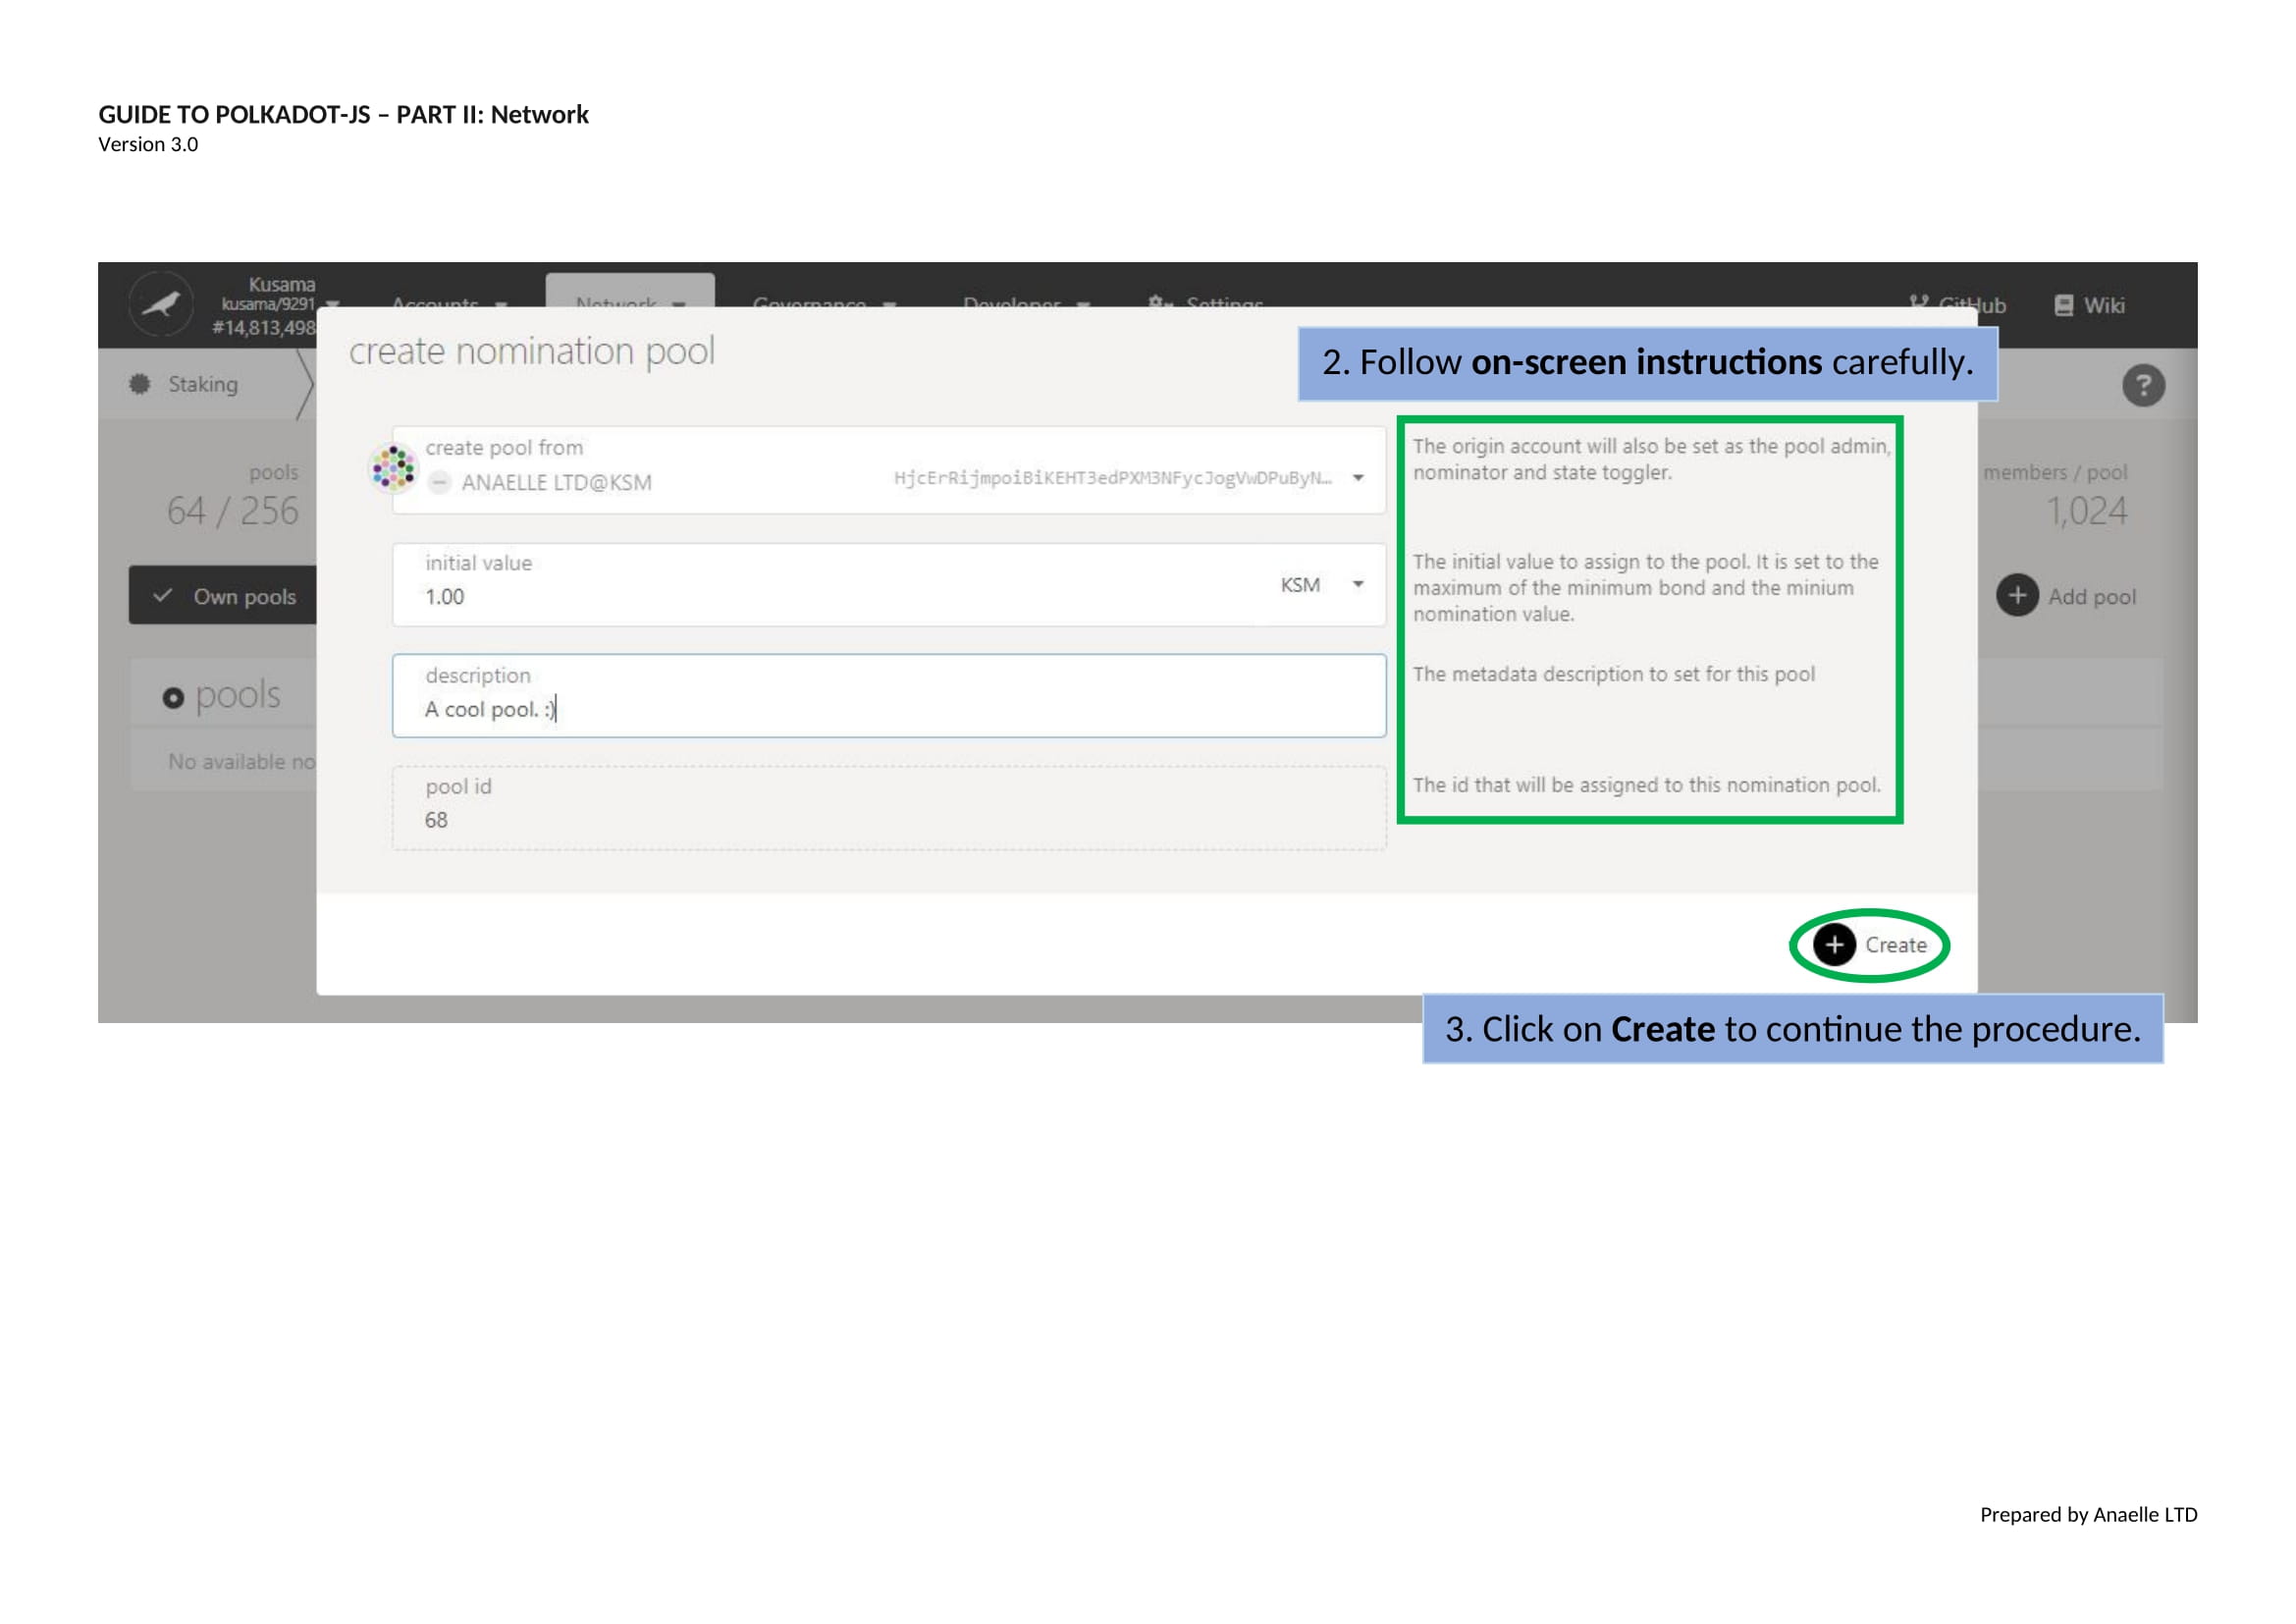 GUIDE TO POLKADOT-JS – PART II: Network
Version 3.0
Kusama
kusama/9291
#14,813,498
Accounts
Network
Governance
Developer
Settings
GitHub
Wiki
create nomination pool
2. Follow on-screen instructions carefully.
Staking
?
create pool from
ANAELLE LTD@KSM
HjcErRijmpoiBiKEHT3edPXM3NFycJogVwDPuByN…
The origin account will also be set as the pool admin,
nominator and state toggler.
pools
64 / 256
members / pool
1,024
initial value
1.00
KSM
The initial value to assign to the pool. It is set to the
maximum of the minimum bond and the minium
nomination value.
Own pools
Add pool
description
A cool pool. :)
The metadata description to set for this pool
pools
No available no
pool id
68
The id that will be assigned to this nomination pool.
Create
3. Click on Create to continue the procedure.
Prepared by Anaelle LTD